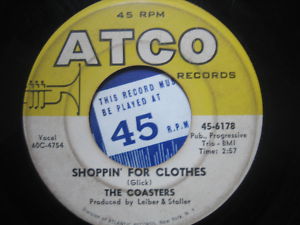 45 RPM
ATCO
RECORDS
THIS RECORD MUST
BE PLAYED AT
45
R.P.M.
45-6178
Pub., Progressive
Trio - BMI
Time: 2:57
Vocal
60C-4754
SHOPPIN' FOR CLOTHES
(Glick)
THE COASTERS
Produced by Leiber & Stoller